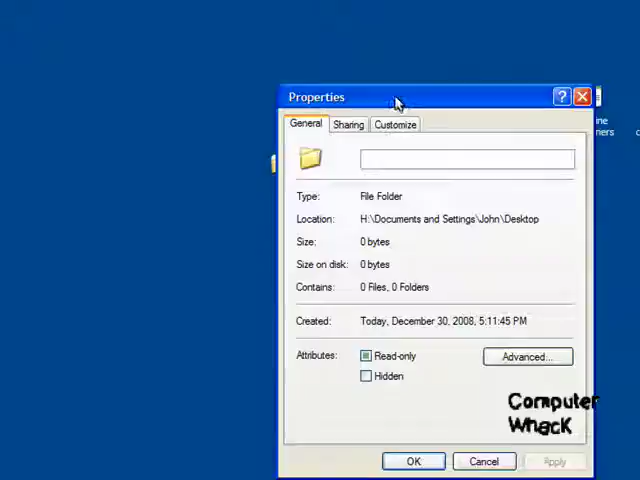 Properties
General Sharing Customize
Type: File Folder
Location: H:\Documents and Settings\John\Desktop
Size: 0 bytes
Size on disk: 0 bytes
Contains: 0 Files, 0 Folders
Created: Today, December 30, 2008, 5:11:45 PM
Attributes: Read-only Advanced...
Hidden
Computer
Whack
OK Cancel Apply
ine
ners